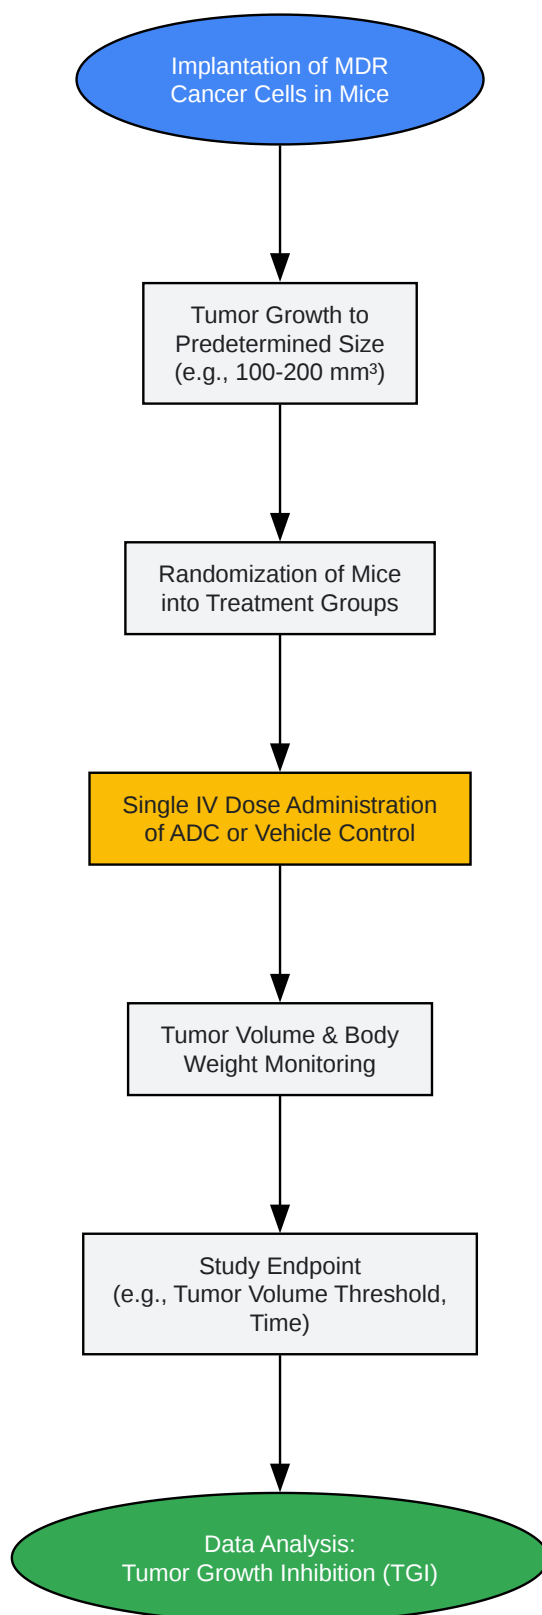 Implantation of MDR
Cancer Cells in Mice
Tumor Growth to
Predetermined Size
(e.g., 100-200 mm³)
Randomization of Mice
into Treatment Groups
Single IV Dose Administration
of ADC or Vehicle Control
Tumor Volume & Body
Weight Monitoring
Study Endpoint
(e.g., Tumor Volume Threshold,
Time)
Data Analysis:
Tumor Growth Inhibition (TGI)